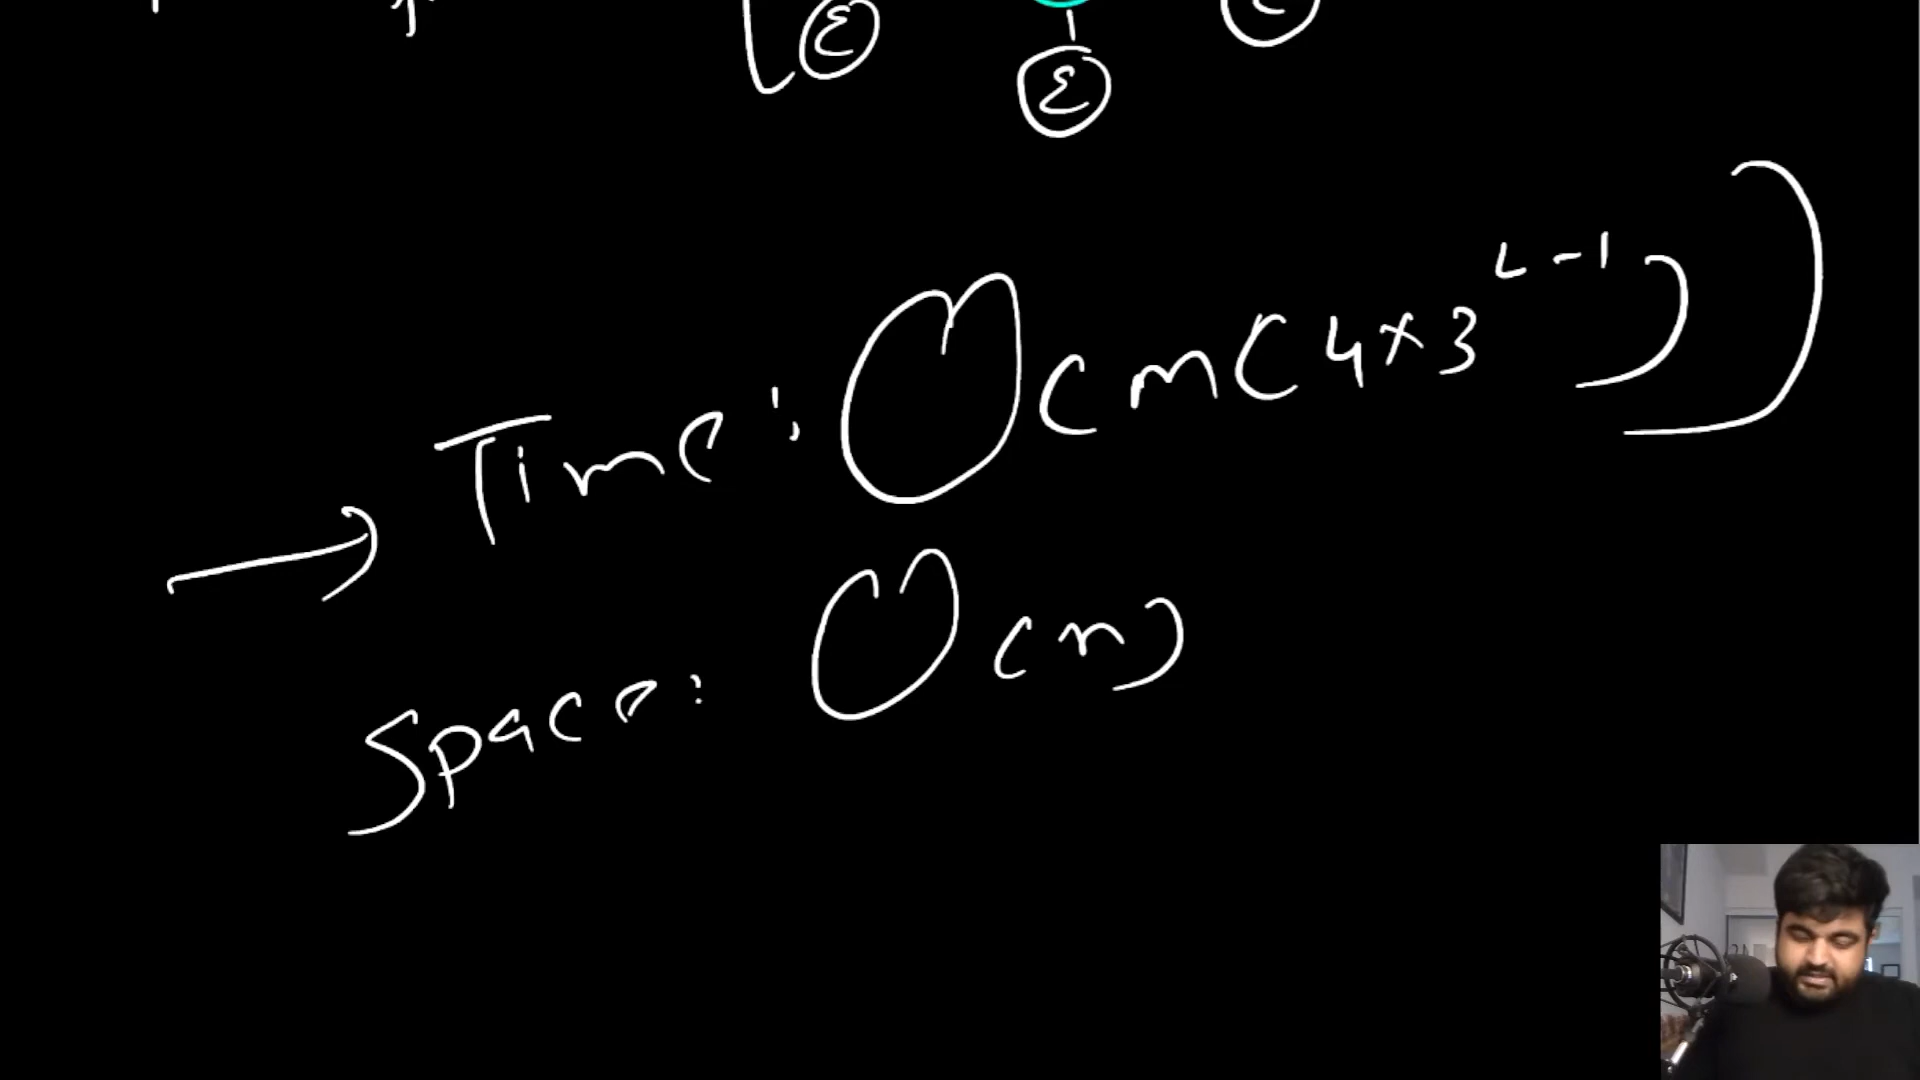 ε
ε
Time: O(m(4×3^(L-1)))
Space: O(n)